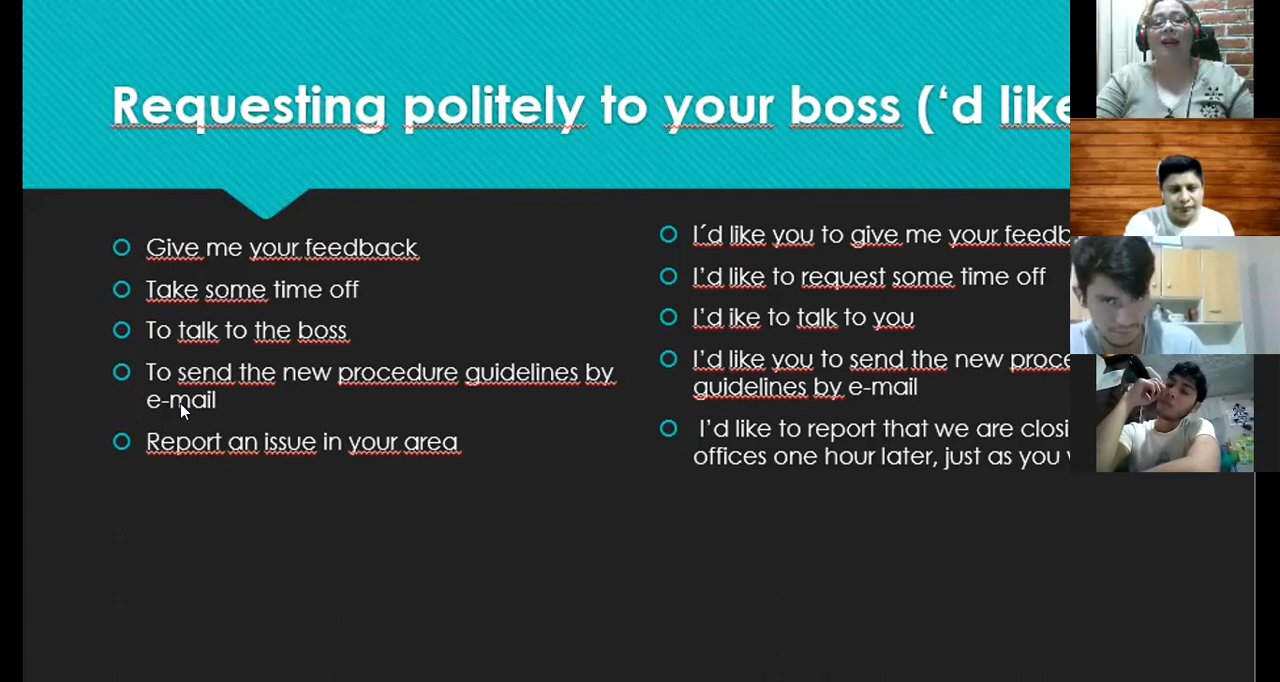 Requesting politely to your boss (‘d like
Give me your feedback
Take some time off
To talk to the boss
To send the new procedure guidelines by
e-mail
Report an issue in your area
I´d like you to give me your
I’d like to request some time off
I’d ike to talk to you
I’d like you to send the new
guidelines by e-mail
I’d like to report that we are
offices one hour later, just as you